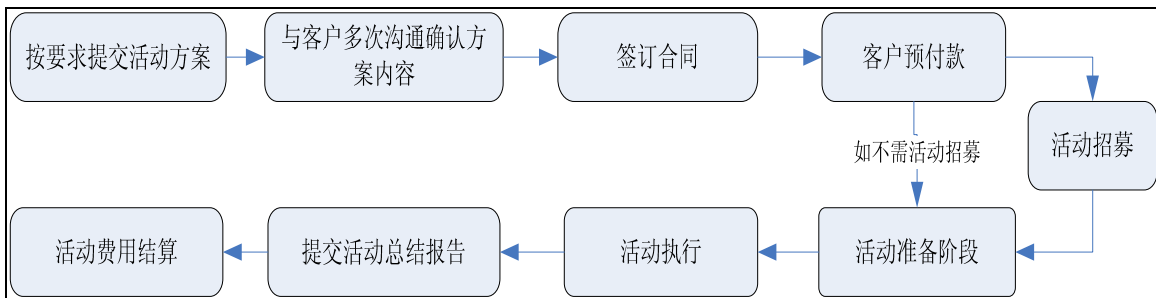 按要求提交活动方案
与客户多次沟通确认方
案内容
签订合同
客户预付款
活动招募
如不需活动招募
活动费用结算
提交活动总结报告
活动执行
活动准备阶段